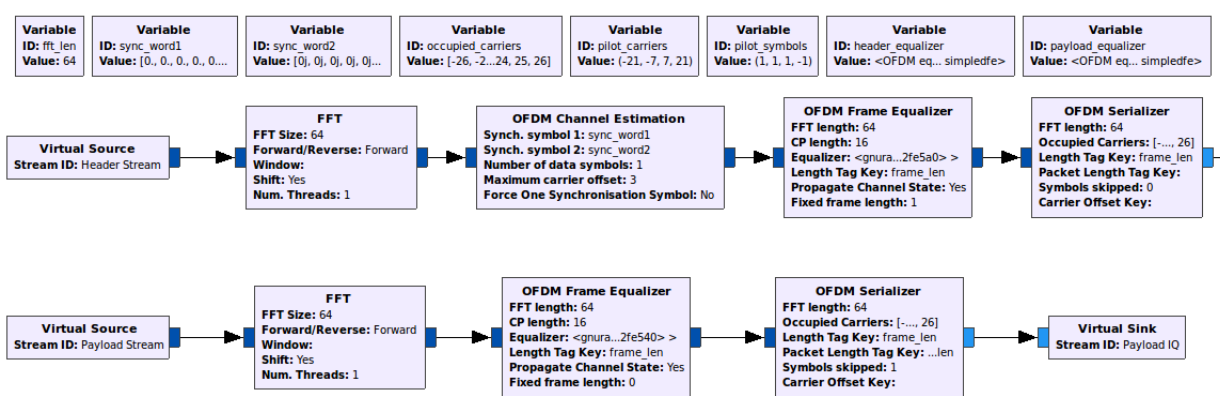 Variable
ID: fft_len
Value: 64
Variable
ID: sync_word1
Value: [0., 0., 0., 0., 0....
Variable
ID: sync_word2
Value: [0j, 0j, 0j, 0j, 0j...
Variable
ID: occupied_carriers
Value: [-26, -2...24, 25, 26]
Variable
ID: pilot_carriers
Value: (-21, -7, 7, 21)
Variable
ID: pilot_symbols
Value: (1, 1, 1, -1)
Variable
ID: header_equalizer
Value: <OFDM eq... simpledfe>
Variable
ID: payload_equalizer
Value: <OFDM eq... simpledfe>
Virtual Source
Stream ID: Header Stream
FFT
FFT Size: 64
Forward/Reverse: Forward
Window:
Shift: Yes
Num. Threads: 1
OFDM Channel Estimation
Synch. symbol 1: sync_word1
Synch. symbol 2: sync_word2
Number of data symbols: 1
Maximum carrier offset: 3
Force One Synchronisation Symbol: No
OFDM Frame Equalizer
FFT length: 64
CP length: 16
Equalizer: <gnura...2fe5a0> >
Length Tag Key: frame_len
Propagate Channel State: Yes
Fixed frame length: 1
OFDM Serializer
FFT length: 64
Occupied Carriers: [-..., 26]
Length Tag Key: frame_len
Packet Length Tag Key:
Symbols skipped: 0
Carrier Offset Key:
Virtual Source
Stream ID: Payload Stream
FFT
FFT Size: 64
Forward/Reverse: Forward
Window:
Shift: Yes
Num. Threads: 1
OFDM Frame Equalizer
FFT length: 64
CP length: 16
Equalizer: <gnura...2fe540> >
Length Tag Key: frame_len
Propagate Channel State: Yes
Fixed frame length: 0
OFDM Serializer
FFT length: 64
Occupied Carriers: [-..., 26]
Length Tag Key: frame_len
Packet Length Tag Key: ...len
Symbols skipped: 1
Carrier Offset Key:
Virtual Sink
Stream ID: Payload IQ